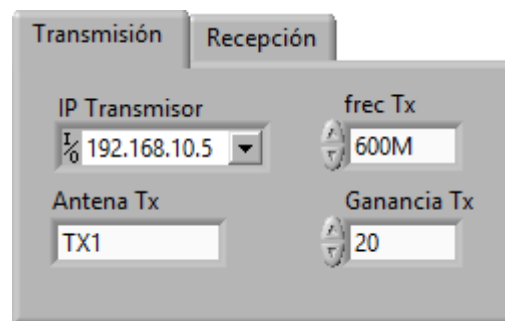 Transmisión Recepción
IP Transmisor frec Tx
I/O 192.168.10.5 600M
Antena Tx Ganancia Tx
TX1 20